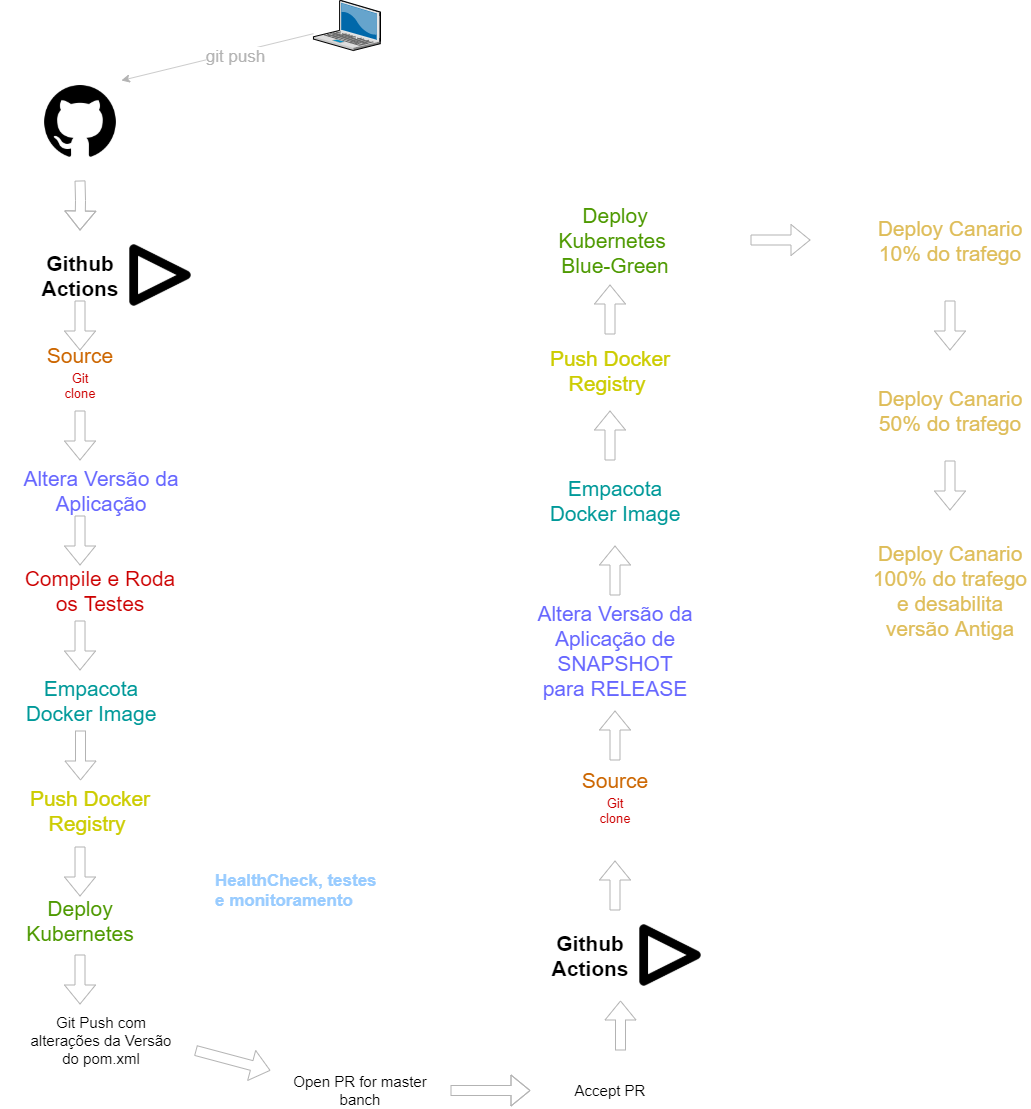 git push
Github
Actions
Source
Git
clone
Altera Versão da
Aplicação
Compile e Roda
os Testes
Empacota
Docker Image
Push Docker
Registry
Deploy
Kubernetes
HealthCheck, testes
e monitoramento
Git Push com
alterações da Versão
do pom.xml
Open PR for master
banch
Accept PR
Github
Actions
Source
Git
clone
Altera Versão da
Aplicação de
SNAPSHOT
para RELEASE
Empacota
Docker Image
Push Docker
Registry
Deploy
Kubernetes
Blue-Green
Deploy Canario
10% do trafego
Deploy Canario
50% do trafego
Deploy Canario
100% do trafego
e desabilita
versão Antiga